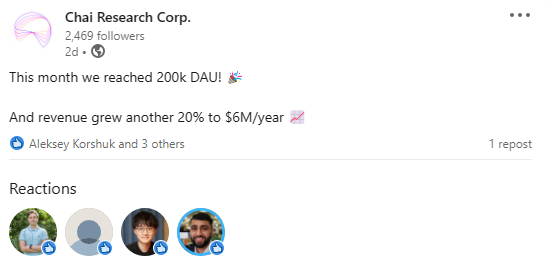 Chai Research Corp.
2,469 followers
2d •
This month we reached 200k DAU! 🎉
And revenue grew another 20% to $6M/year 📈
Aleksey Korshuk and 3 others
1 repost
Reactions